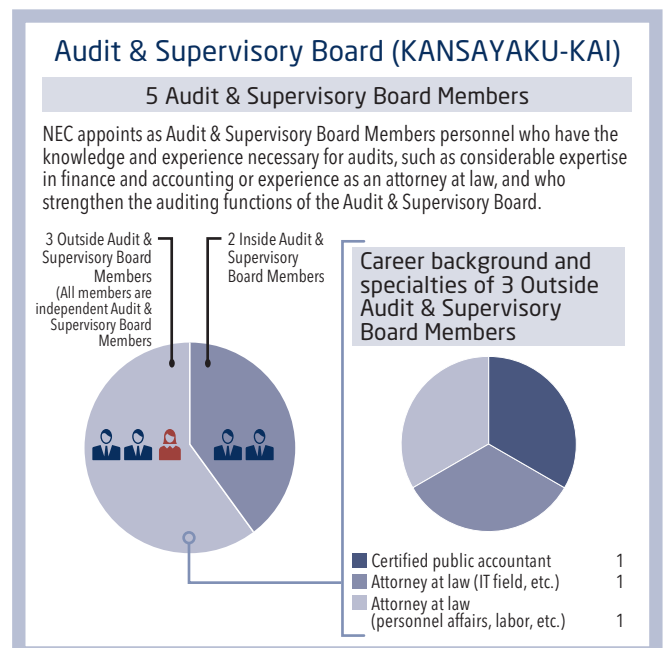 Audit & Supervisory Board (KANSAYAKU-KAI)
5 Audit & Supervisory Board Members
NEC appoints as Audit & Supervisory Board Members personnel who have the
knowledge and experience necessary for audits, such as considerable expertise
in finance and accounting or experience as an attorney at law, and who
strengthen the auditing functions of the Audit & Supervisory Board.
3 Outside Audit &
Supervisory Board
Members
(All members are
independent Audit &
Supervisory Board
Members
2 Inside Audit &
Supervisory
Board Members
Career background and
specialties of 3 Outside
Audit & Supervisory
Board Members
Certified public accountant 1
Attorney at law (IT field, etc.) 1
Attorney at law
(personnel affairs, labor, etc.) 1